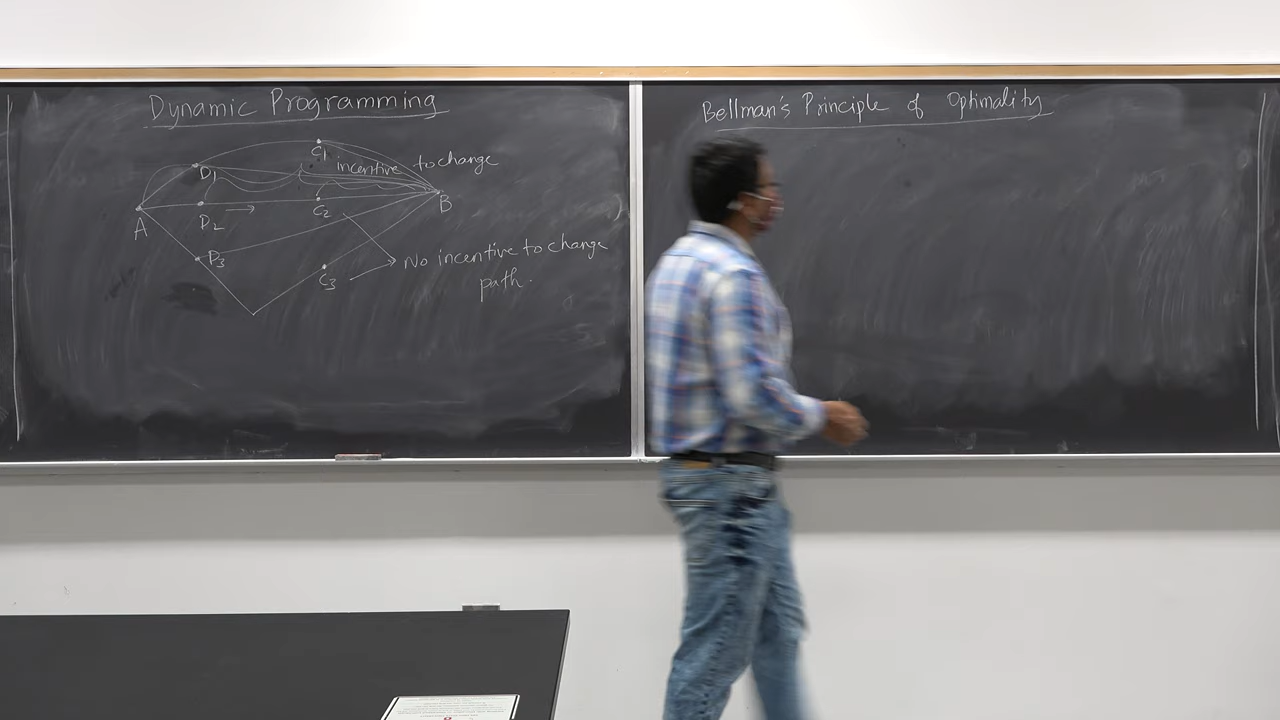 Dynamic Programming
C1
incentive to change
D1
A
D2
C2
B
D3
C3
No incentive to change
path.
Bellman's Principle of Optimality